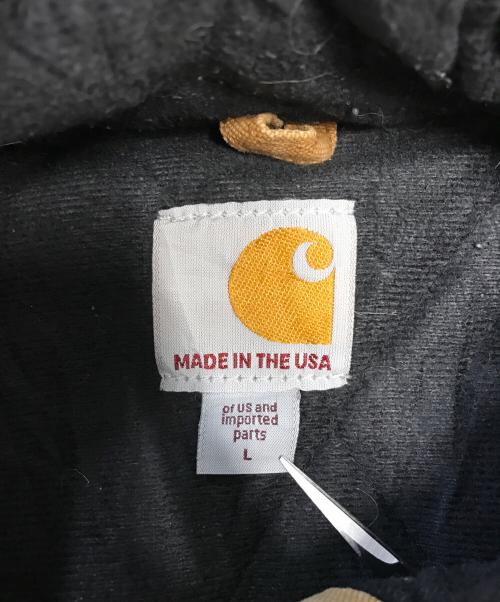 MADE IN THE USA
of US and
imported
parts
L